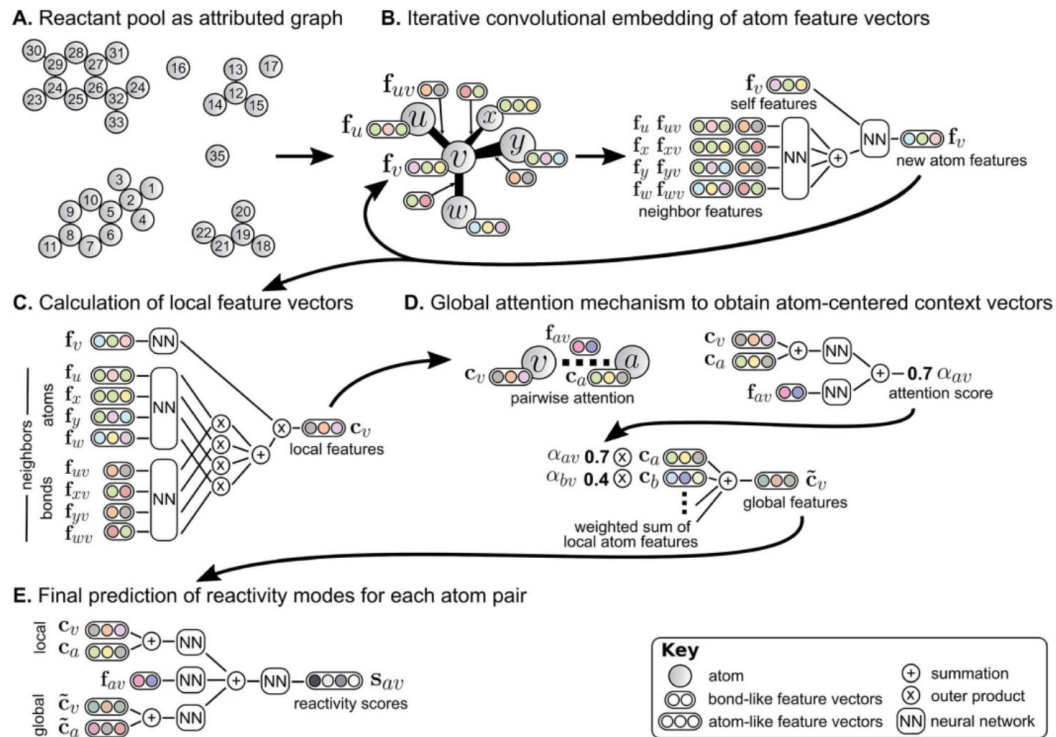 A. Reactant pool as attributed graph
30 28 31
29 27
24 26 24
23 25 32
33
16 13 17
12
14 15
35
3 1
10 2
9 5 4
8 6
11 7
20
22 19
21 18
B. Iterative convolutional embedding of atom feature vectors
f_uv
f_u u x
f_v v y
w
f_v
self features
f_u f_uv
f_x f_xv
f_y f_yv
f_w f_wv
neighbor features
NN + NN f_v
new atom features
C. Calculation of local feature vectors
f_v NN
neighbors
atoms
f_u
f_x
f_y
f_w
NN
bonds
f_uv
f_xv
f_yv
f_wv
NN
x x x x + x c_v
local features
D. Global attention mechanism to obtain atom-centered context vectors
f_av
v a
c_v c_a
pairwise attention
c_v
c_a + NN
f_av NN
+ 0.7 α_av
attention score
α_av 0.7 x c_a
α_bv 0.4 x c_b
+ c̃_v
global features
weighted sum of
local atom features
E. Final prediction of reactivity modes for each atom pair
local
c_v
c_a + NN
f_av NN + NN s_av
reactivity scores
global
c̃_v
c̃_a + NN
Key
atom
bond-like feature vectors
atom-like feature vectors
+ summation
x outer product
NN neural network